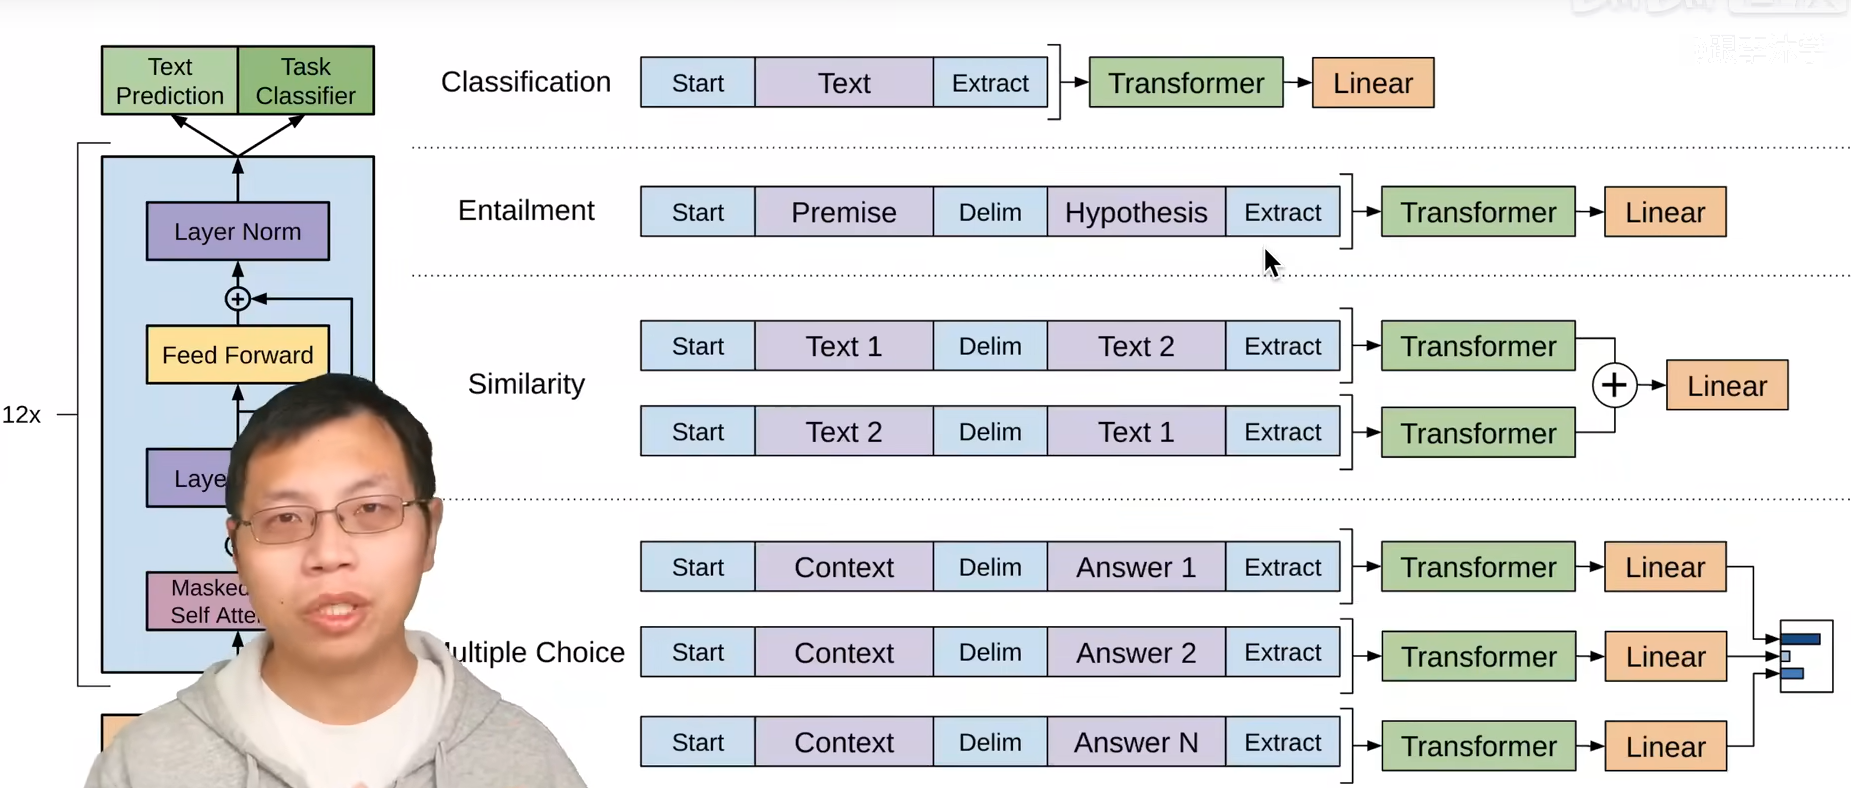 Text
Prediction
Task
Classifier
12x
Layer Norm
+
Feed Forward
Laye
Masked
Self Atte
Classification
Start Text Extract Transformer Linear
Entailment
Start Premise Delim Hypothesis Extract Transformer Linear
Similarity
Start Text 1 Delim Text 2 Extract Transformer
+ Linear
Start Text 2 Delim Text 1 Extract Transformer
ultiple Choice
Start Context Delim Answer 1 Extract Transformer Linear
Start Context Delim Answer 2 Extract Transformer Linear
Start Context Delim Answer N Extract Transformer Linear